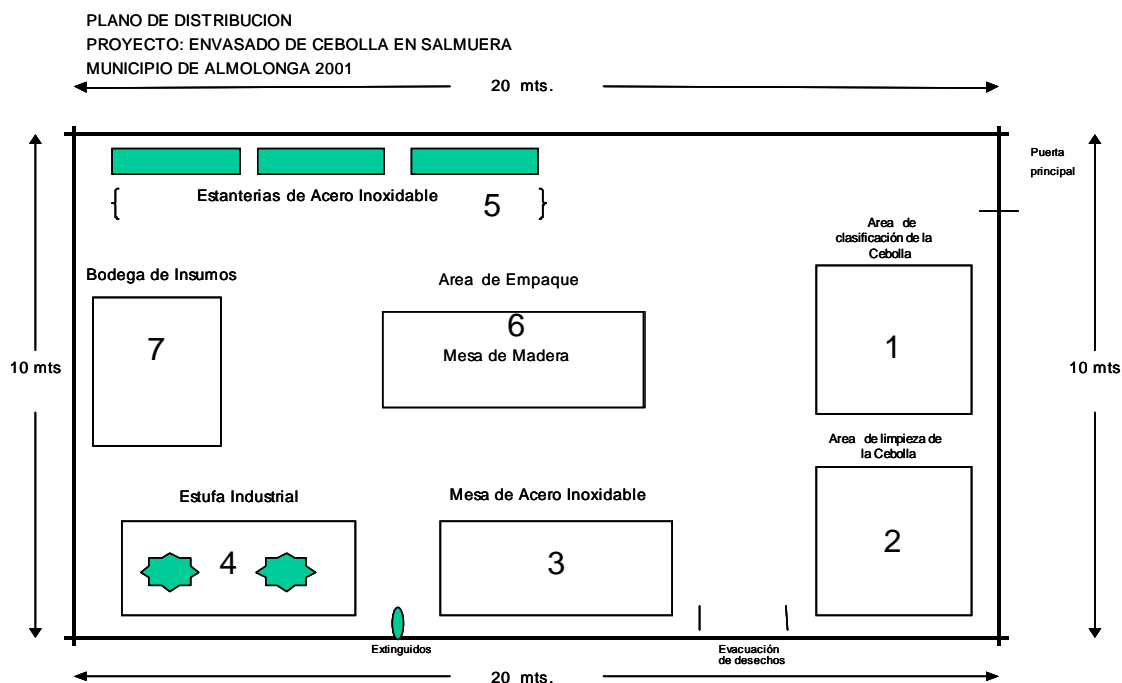 PLANO DE DISTRIBUCION
PROYECTO: ENVASADO DE CEBOLLA EN SALMUERA
MUNICIPIO DE ALMOLONGA 2001
20 mts.
Puerta
principal
Estanterias de Acero Inoxidable
{ 5 }
Area de
clasificación de la
Cebolla
Bodega de Insumos
Area de Empaque
6
Mesa de Madera
7
1
10 mts
10 mts
Area de limpieza de
la Cebolla
Estufa Industrial
Mesa de Acero Inoxidable
4
3
2
Extinguidos
Evacuación
de desechos
20 mts.